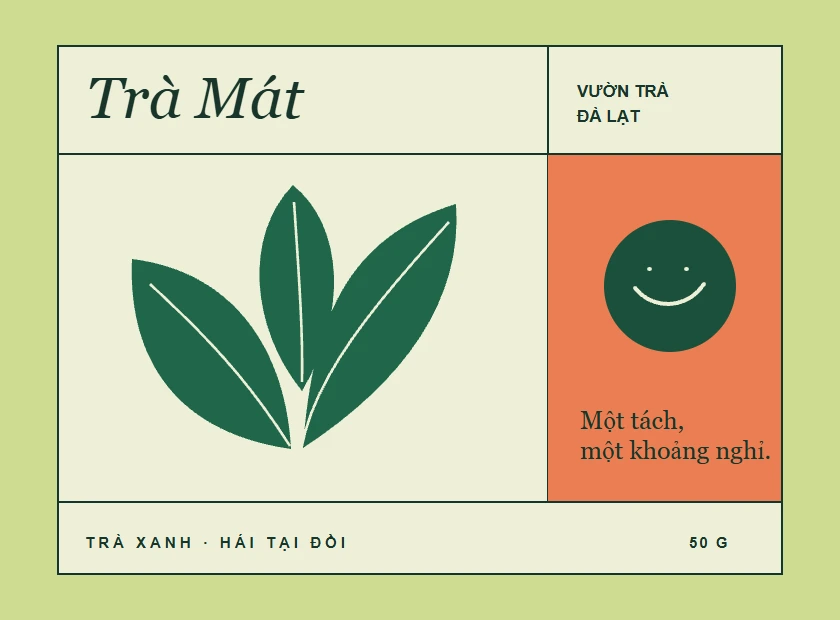 Trà Mát
VƯỜN TRÀ
ĐÀ LẠT
Một tách,
một khoảng nghỉ.
TRÀ XANH · HÁI TẠI ĐỒI
50 G